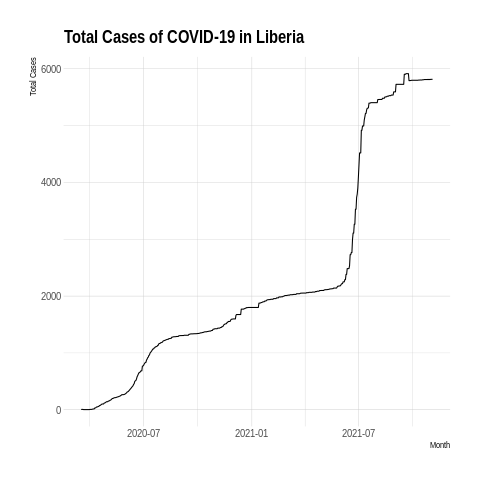 Total Cases of COVID-19 in Liberia
Total Cases
6000
4000
2000
0
2020-07
2021-01
2021-07
Month